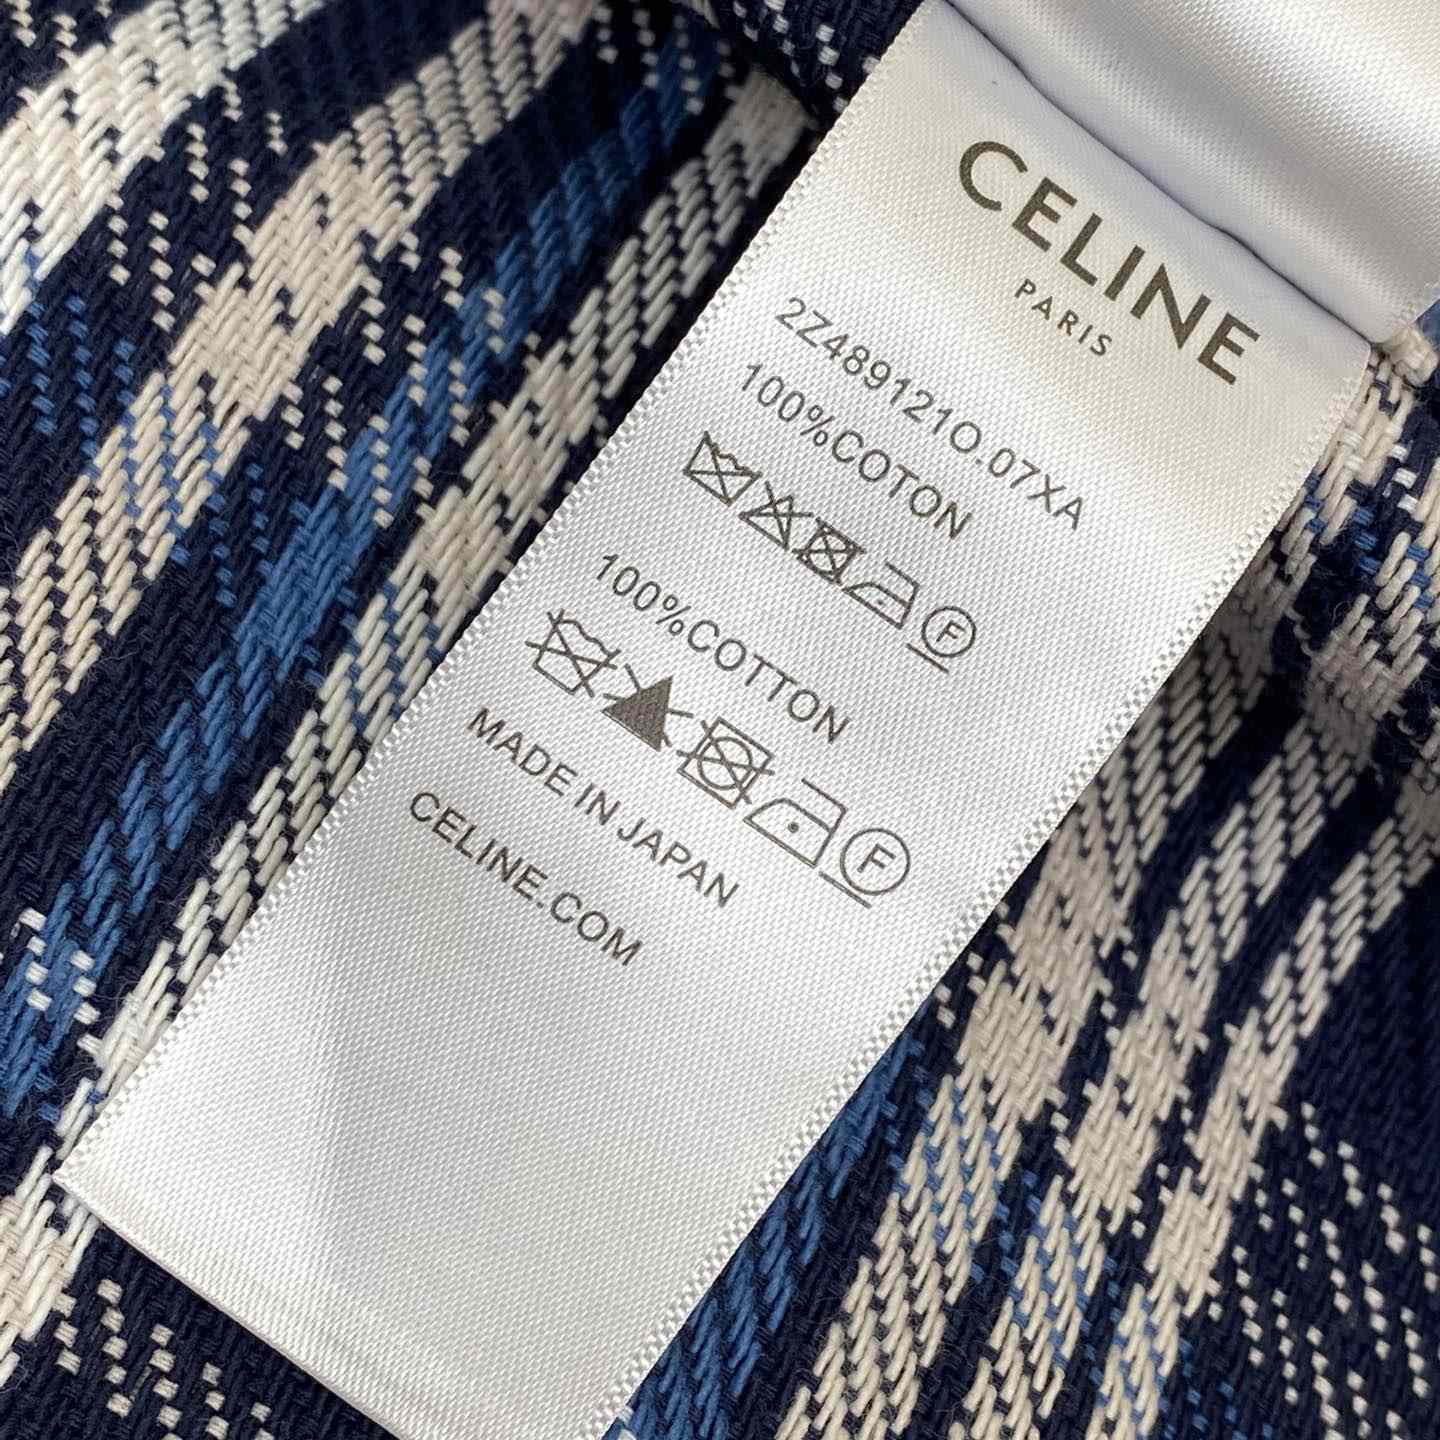 CELINE
PARIS
2Z489121O.07XA
100%COTON
F
100%COTTON
F
MADE IN JAPAN
CELINE.COM